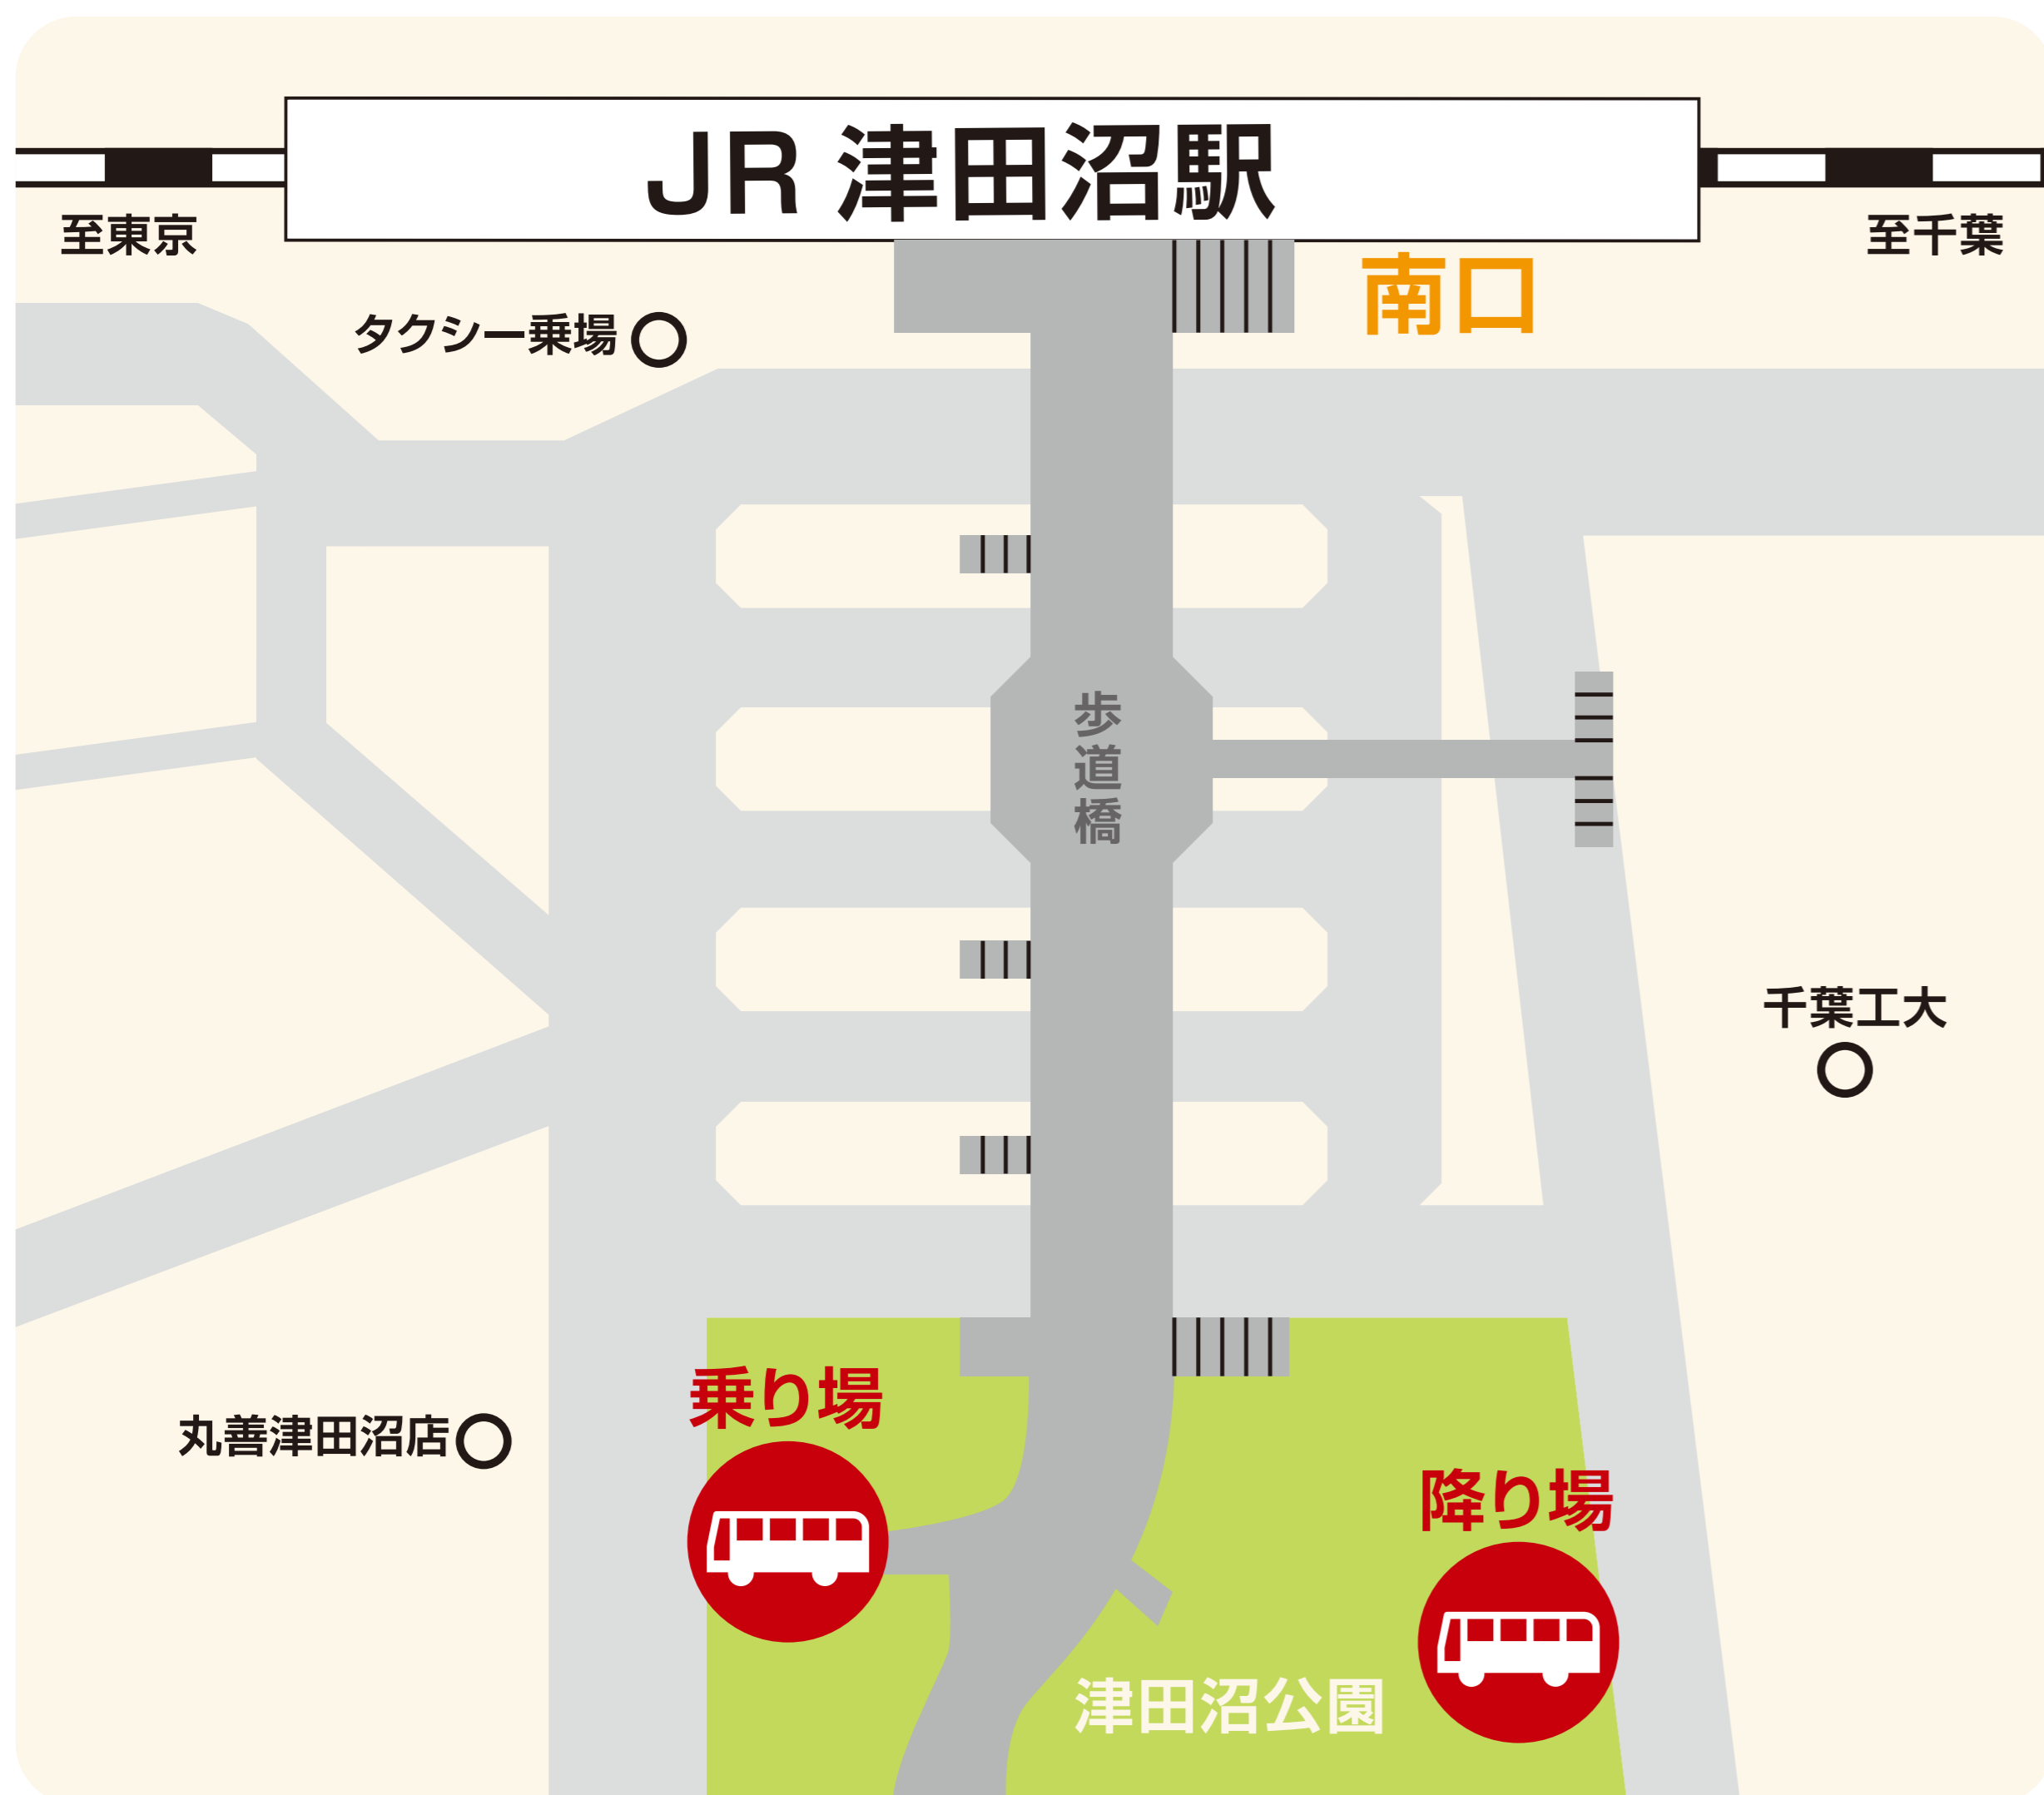 JR 津田沼駅
至東京
至千葉
南口
タクシー乗場
歩道橋
千葉工大
乗り場
丸善津田沼店
降り場
津田沼公園